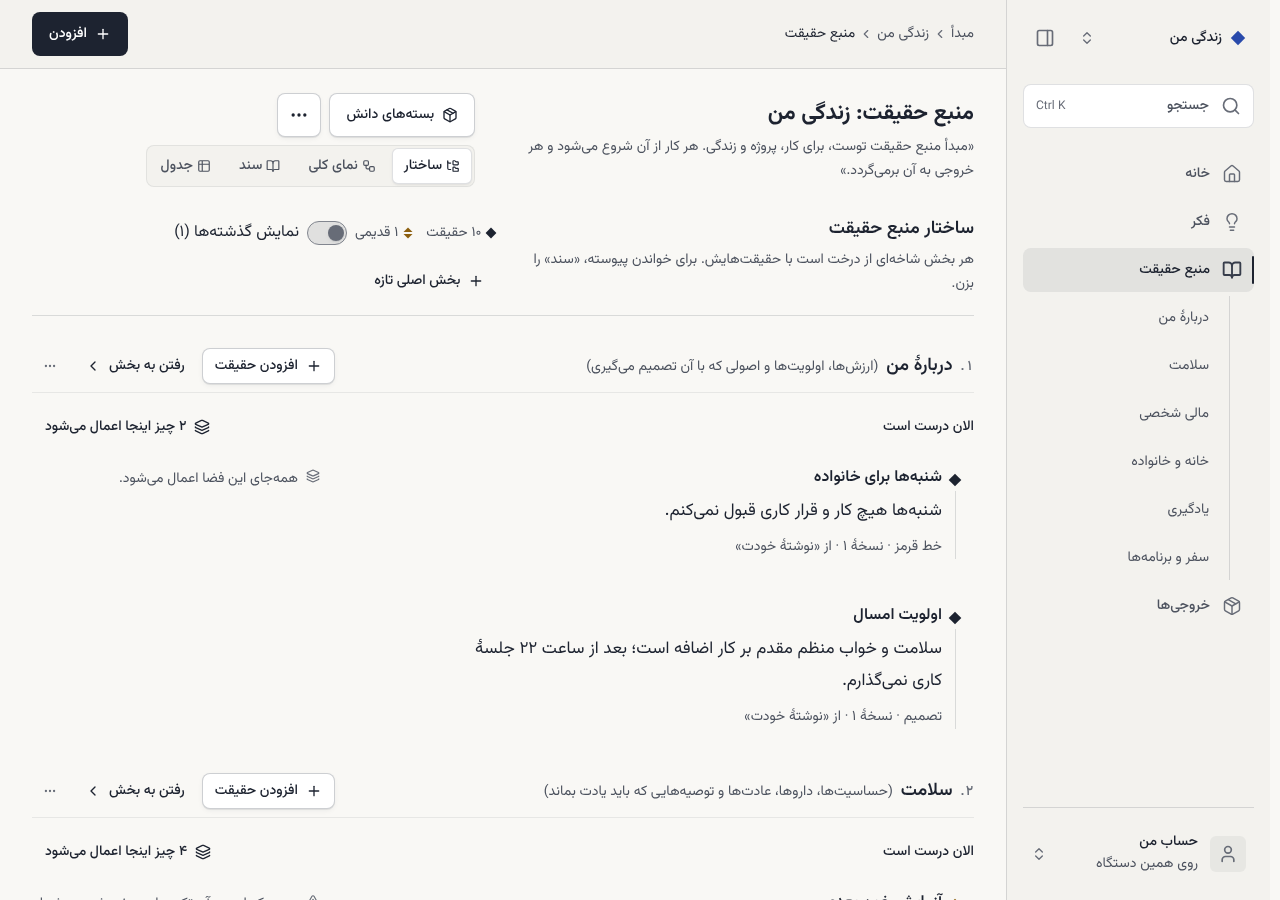 زندگی من
جستجو
Ctrl K
خانه
فکر
منبع حقیقت
دربارهٔ من
سلامت
مالی شخصی
خانه و خانواده
یادگیری
سفر و برنامه‌ها
خروجی‌ها
حساب من
روی همین دستگاه
مبدأ › زندگی من › منبع حقیقت
افزودن
منبع حقیقت: زندگی من
«مبدأ منبع حقیقت توست، برای کار، پروژه و زندگی. هر کار از آن شروع می‌شود و هر
خروجی به آن برمی‌گردد.»
بسته‌های دانش
ساختار
نمای کلی
سند
جدول
ساختار منبع حقیقت
هر بخش شاخه‌ای از درخت است با حقیقت‌هایش. برای خواندن پیوسته، «سند» را
بزن.
۱۰ حقیقت
۱ قدیمی
نمایش گذشته‌ها (۱)
بخش اصلی تازه
۱. دربارهٔ من (ارزش‌ها، اولویت‌ها و اصولی که با آن تصمیم می‌گیری)
افزودن حقیقت
رفتن به بخش
الان درست است
۲ چیز اینجا اعمال می‌شود
شنبه‌ها برای خانواده
همه‌جای این فضا اعمال می‌شود.
شنبه‌ها هیچ کار و قرار کاری قبول نمی‌کنم.
خط قرمز · نسخهٔ ۱ · از «نوشتهٔ خودت»
اولویت امسال
سلامت و خواب منظم مقدم بر کار اضافه است؛ بعد از ساعت ۲۲ جلسهٔ
کاری نمی‌گذارم.
تصمیم · نسخهٔ ۱ · از «نوشتهٔ خودت»
۲. سلامت (حساسیت‌ها، داروها، عادت‌ها و توصیه‌هایی که باید یادت بماند)
افزودن حقیقت
رفتن به بخش
الان درست است
۴ چیز اینجا اعمال می‌شود